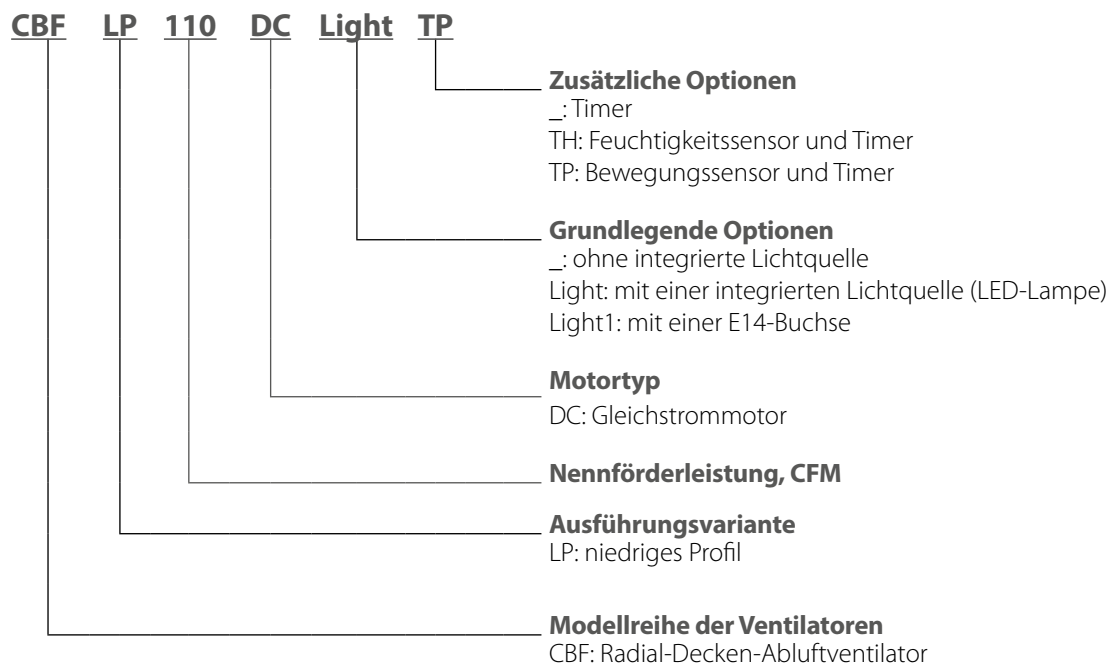 CBF LP 110 DC Light TP
Zusätzliche Optionen
_: Timer
TH: Feuchtigkeitssensor und Timer
TP: Bewegungssensor und Timer
Grundlegende Optionen
_: ohne integrierte Lichtquelle
Light: mit einer integrierten Lichtquelle (LED-Lampe)
Light1: mit einer E14-Buchse
Motortyp
DC: Gleichstrommotor
Nennförderleistung, CFM
Ausführungsvariante
LP: niedriges Profil
Modellreihe der Ventilatoren
CBF: Radial-Decken-Abluftventilator